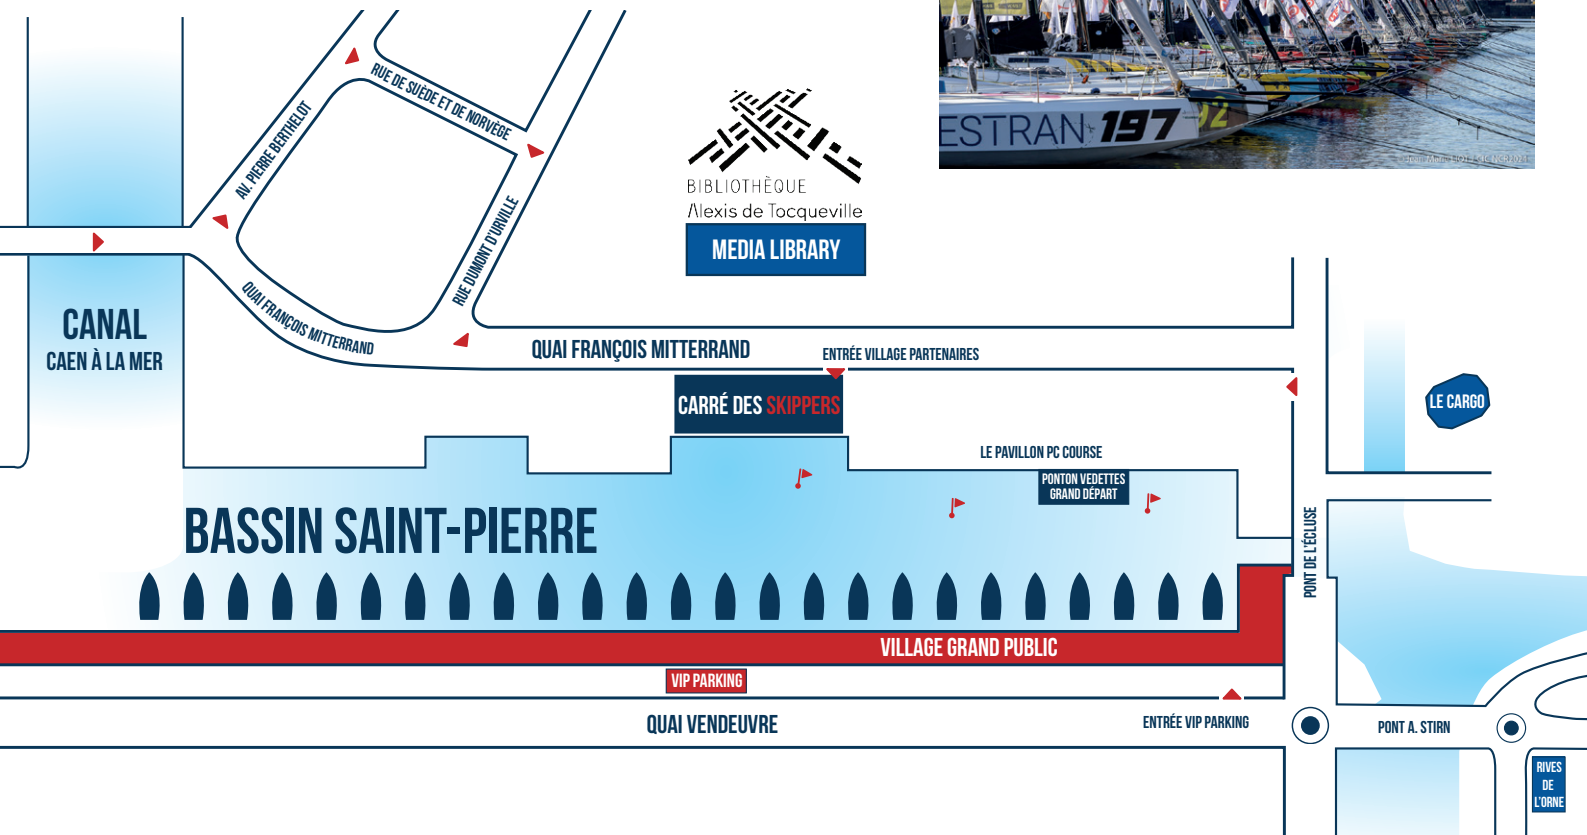 ESTRAN 197
RUE DE SUÈDE ET DE NORVÈGE
AV. PIERRE BERTHELOT
RUE DUMONT D'URVILLE
BIBLIOTHÈQUE
Alexis de Tocqueville
MEDIA LIBRARY
QUAI FRANÇOIS MITTERRAND
CANAL
CAEN À LA MER
QUAI FRANÇOIS MITTERRAND
ENTRÉE VILLAGE PARTENAIRES
CARRÉ DES SKIPPERS
LE CARGO
LE PAVILLON PC COURSE
PONTON VEDETTES
GRAND DÉPART
BASSIN SAINT-PIERRE
PONT DE L'ÉCLUSE
VILLAGE GRAND PUBLIC
VIP PARKING
QUAI VENDEUVRE
ENTRÉE VIP PARKING
PONT A. STIRN
RIVES
DE
L'ORNE